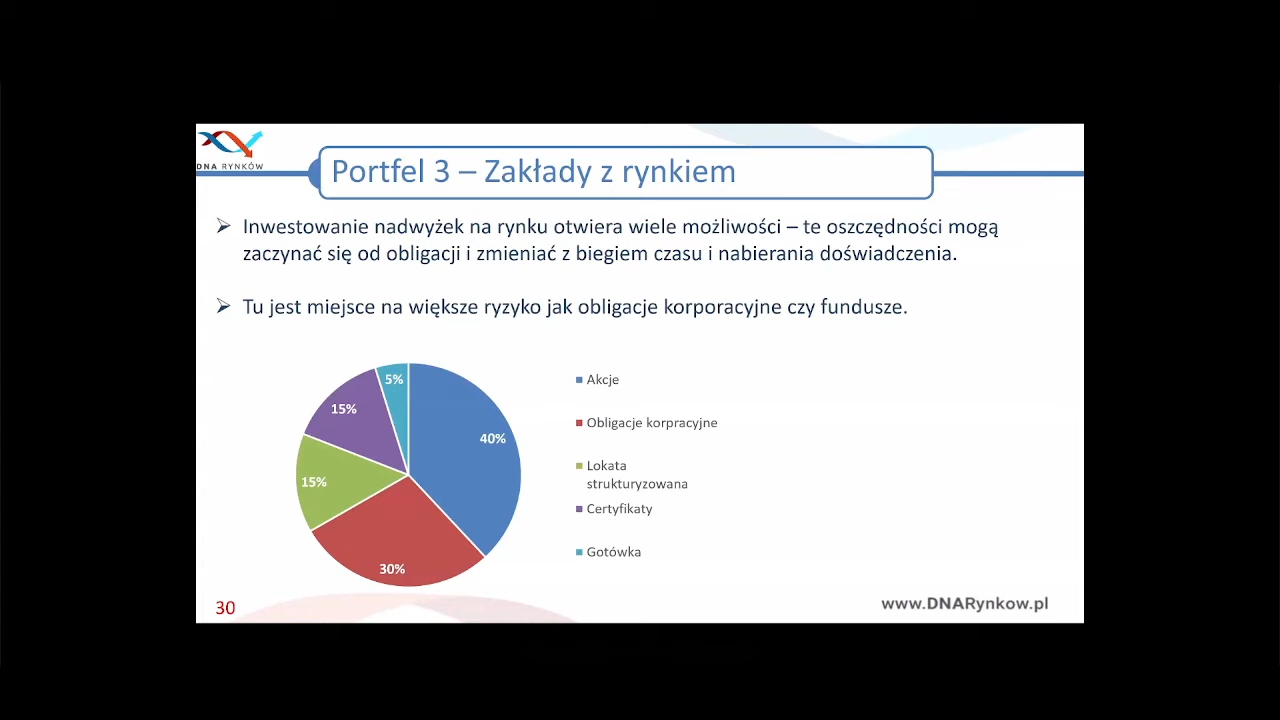 DNA RYNKÓW
Portfel 3 – Zakłady z rynkiem
Inwestowanie nadwyżek na rynku otwiera wiele możliwości – te oszczędności mogą
zaczynać się od obligacji i zmieniać z biegiem czasu i nabierania doświadczenia.
Tu jest miejsce na większe ryzyko jak obligacje korporacyjne czy fundusze.
5%
15%
40%
15%
30%
Akcje
Obligacje korpracyjne
Lokata
strukturyzowana
Certyfikaty
Gotówka
30
www.DNARynkow.pl